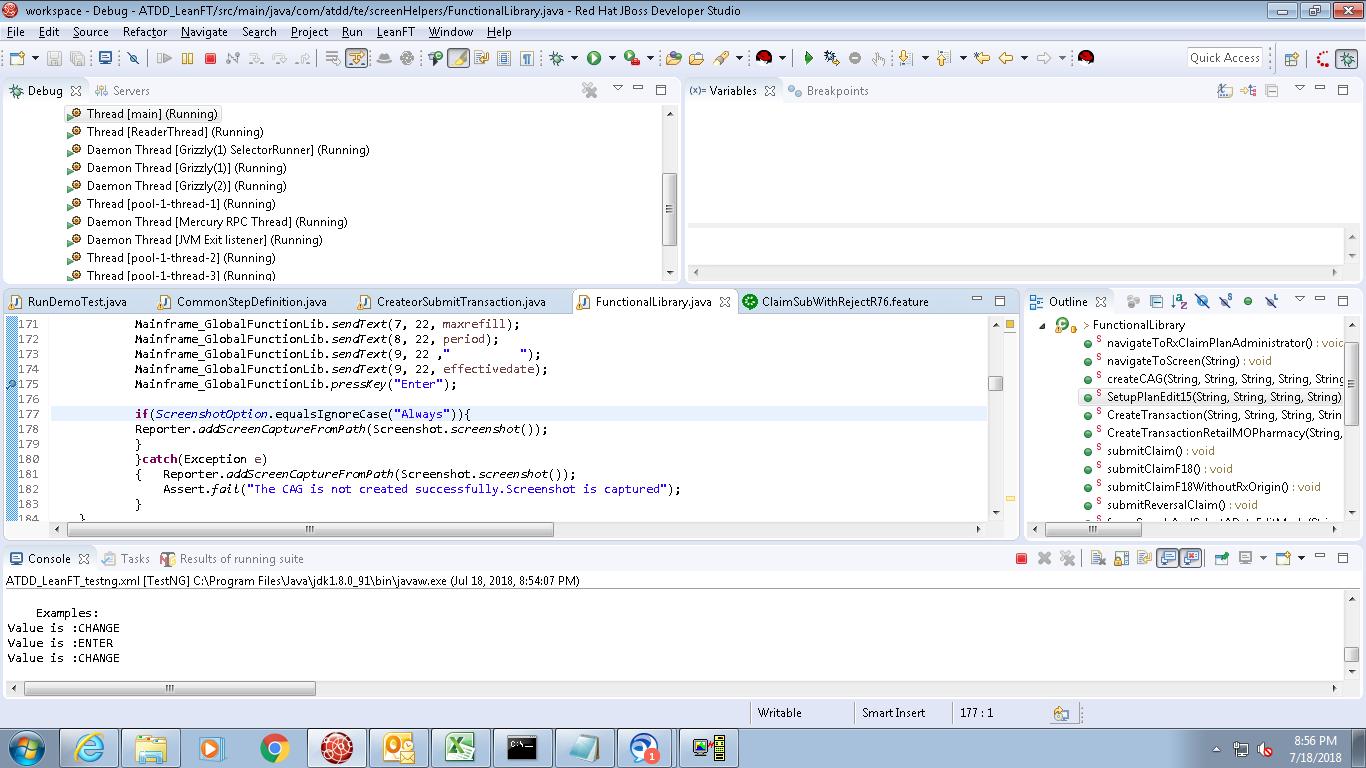 workspace - Debug - ATDD_LeanFT/src/main/java/com/atdd/te/screenHelpers/FunctionalLibrary.java - Red Hat JBoss Developer Studio
File Edit Source Refactor Navigate Search Project Run LeanFT Window Help
Quick Access
Debug Servers
Thread [main] (Running)
Thread [ReaderThread] (Running)
Daemon Thread [Grizzly(1) SelectorRunner] (Running)
Daemon Thread [Grizzly(1)] (Running)
Daemon Thread [Grizzly(2)] (Running)
Thread [pool-1-thread-1] (Running)
Daemon Thread [Mercury RPC Thread] (Running)
Daemon Thread [JVM Exit listener] (Running)
Thread [pool-1-thread-2] (Running)
Thread [pool-1-thread-3] (Running)
(x)= Variables Breakpoints
RunDemoTest.java CommonStepDefinition.java CreateorSubmitTransaction.java FunctionalLibrary.java ClaimSubWithRejectR76.feature
171 Mainframe_GlobalFunctionLib.sendText(7, 22, maxrefill);
172 Mainframe_GlobalFunctionLib.sendText(8, 22, period);
173 Mainframe_GlobalFunctionLib.sendText(9, 22 ,"          ");
174 Mainframe_GlobalFunctionLib.sendText(9, 22, effectivedate);
175 Mainframe_GlobalFunctionLib.pressKey("Enter");
176
177 if(ScreenshotOption.equalsIgnoreCase("Always")){
178 Reporter.addScreenCaptureFromPath(Screenshot.screenshot());
179 }
180 }catch(Exception e)
181 { Reporter.addScreenCaptureFromPath(Screenshot.screenshot());
182 Assert.fail("The CAG is not created successfully.Screenshot is captured");
183 }
184 }
Outline
> FunctionalLibrary
navigateToRxClaimPlanAdministrator() : void
navigateToScreen(String) : void
createCAG(String, String, String, String, String
SetupPlanEdit15(String, String, String, String)
CreateTransaction(String, String, String, Strin
CreateTransactionRetailMOPharmacy(String,
submitClaim() : void
submitClaimF18() : void
submitClaimF18WithoutRxOrigin() : void
submitReversalClaim() : void
Console Tasks Results of running suite
ATDD_LeanFT_testng.xml [TestNG] C:\Program Files\Java\jdk1.8.0_91\bin\javaw.exe (Jul 18, 2018, 8:54:07 PM)
Examples:
Value is :CHANGE
Value is :ENTER
Value is :CHANGE
Writable Smart Insert 177 : 1
8:56 PM
7/18/2018